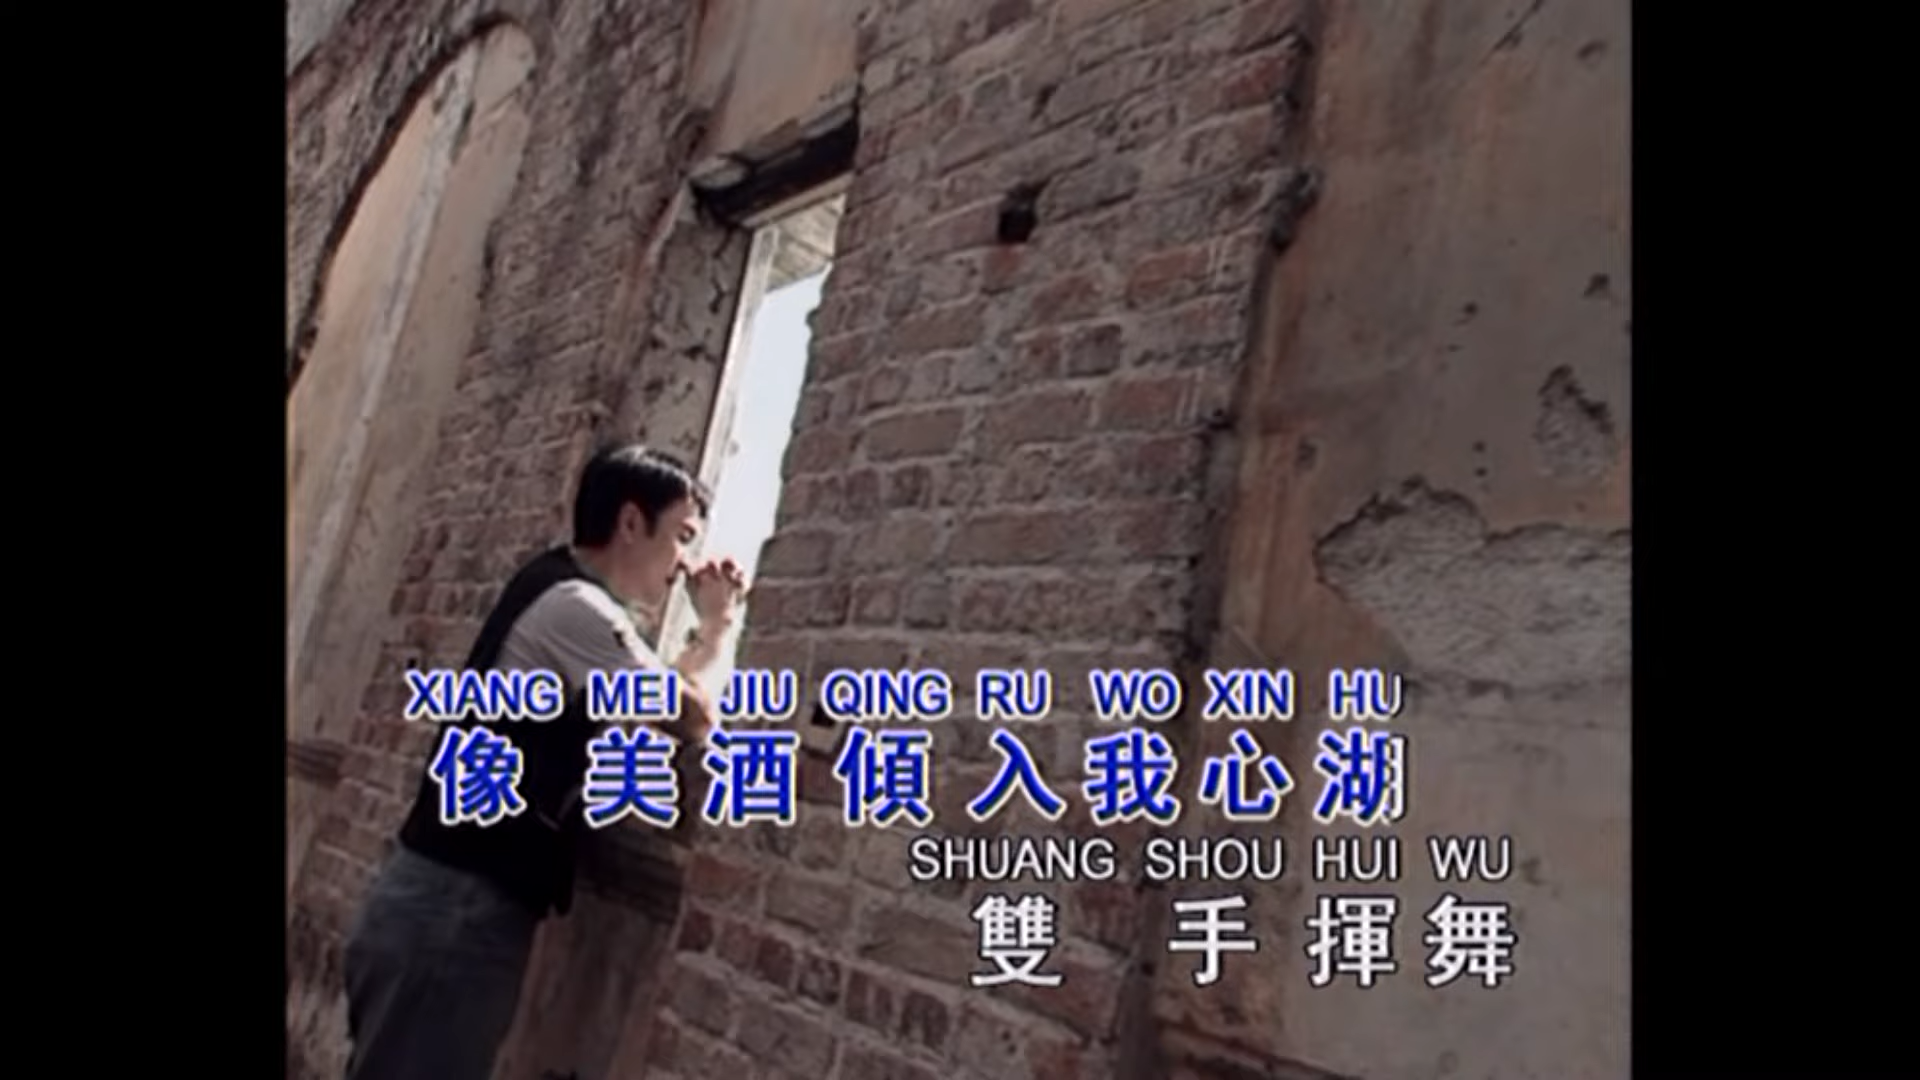 XIANG MEI JIU QING RU WO XIN HU
像 美 酒 傾 入 我 心 湖
SHUANG SHOU HUI WU
雙 手 揮 舞